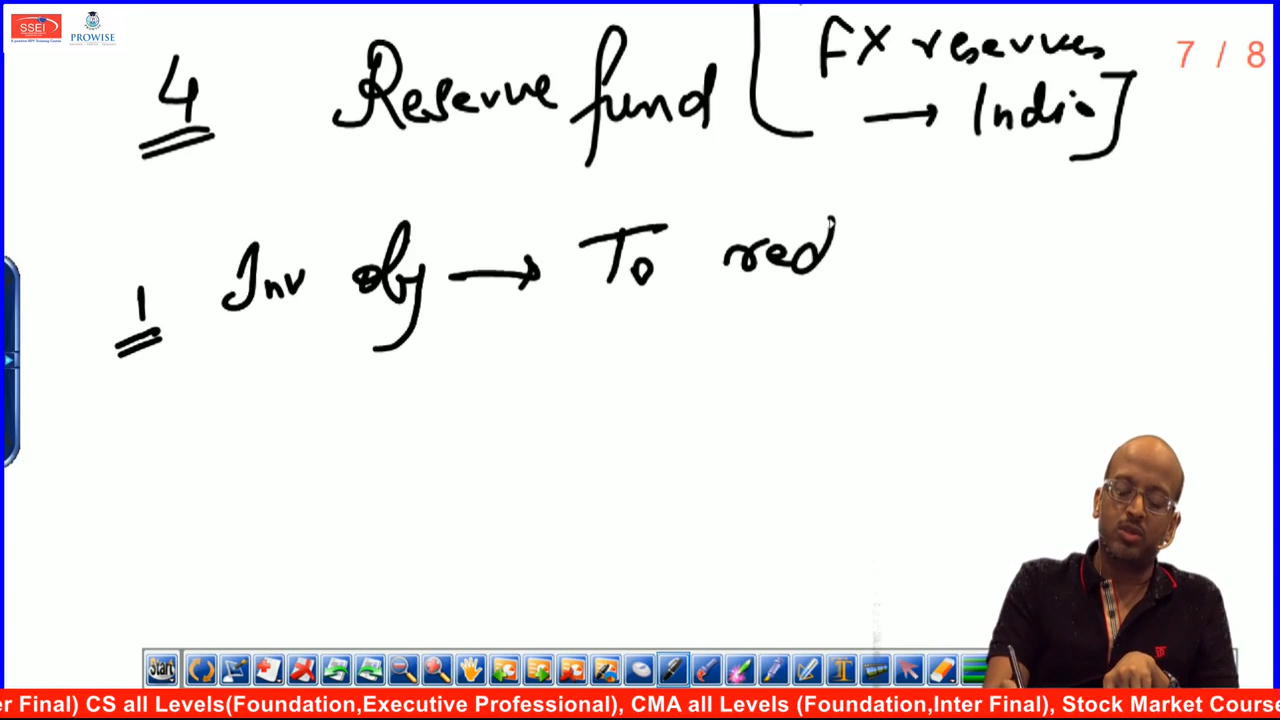 SSEI
PROWISE
FX reserves
7 / 8
4 Reserve fund [ → India ]
1 Inv obj → To red
Start
er Final) CS all Levels(Foundation,Executive Professional), CMA all Levels (Foundation,Inter Final), Stock Market Course